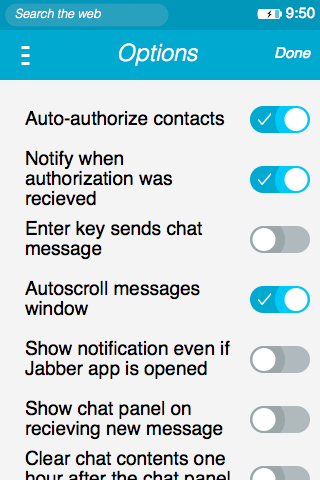 Search the web
9:50
Options
Done
Auto-authorize contacts
Notify when
authorization was
recieved
Enter key sends chat
message
Autoscroll messages
window
Show notification even if
Jabber app is opened
Show chat panel on
recieving new message
Clear chat contents one
hour after the chat panel